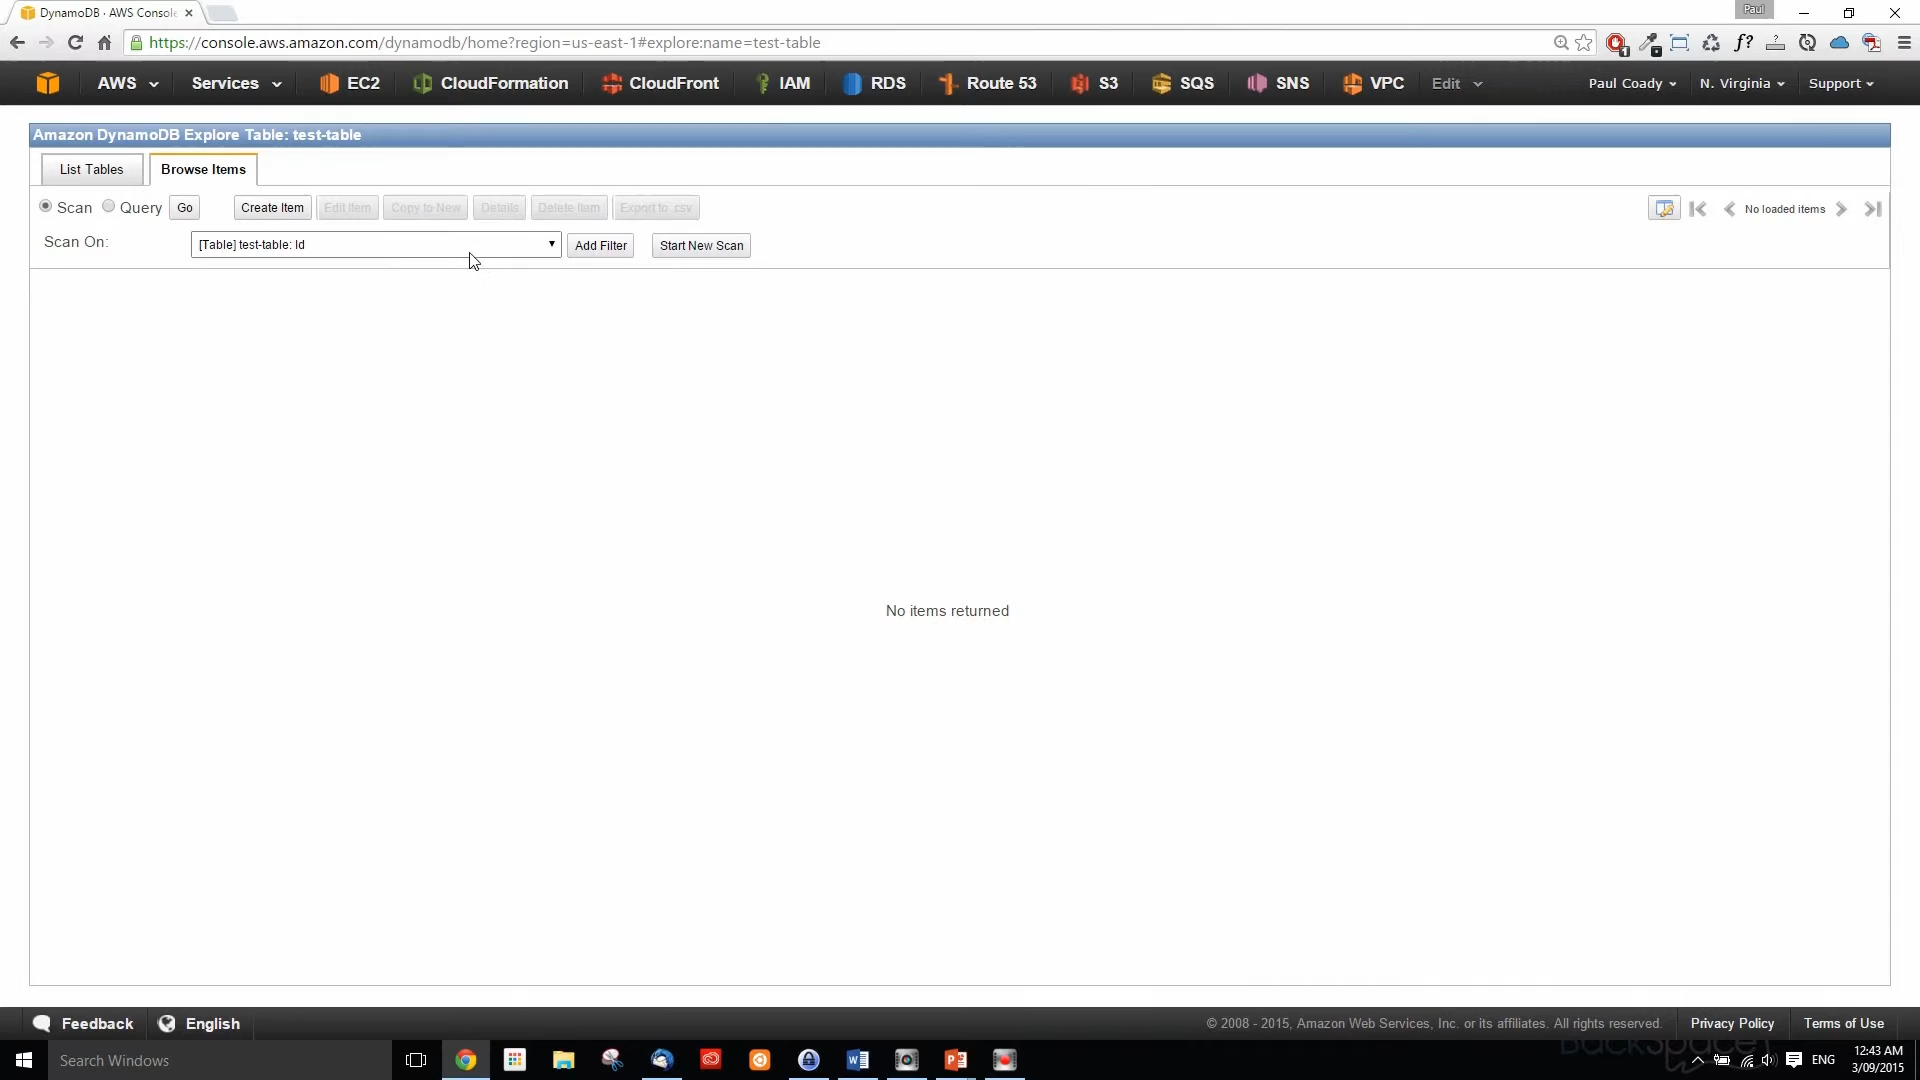 DynamoDB · AWS Console
Paul
https://console.aws.amazon.com/dynamodb/home?region=us-east-1#explore:name=test-table
AWS Services EC2 CloudFormation CloudFront IAM RDS Route 53 S3 SQS SNS VPC Edit Paul Coady N. Virginia Support
Amazon DynamoDB Explore Table: test-table
List Tables Browse Items
Scan Query Go Create Item Edit Item Copy to New Details Delete Item Export to .csv No loaded items
Scan On: [Table] test-table: Id Add Filter Start New Scan
No items returned
Feedback English © 2008 - 2015, Amazon Web Services, Inc. or its affiliates. All rights reserved. Privacy Policy Terms of Use
Search Windows ENG 12:43 AM
3/09/2015